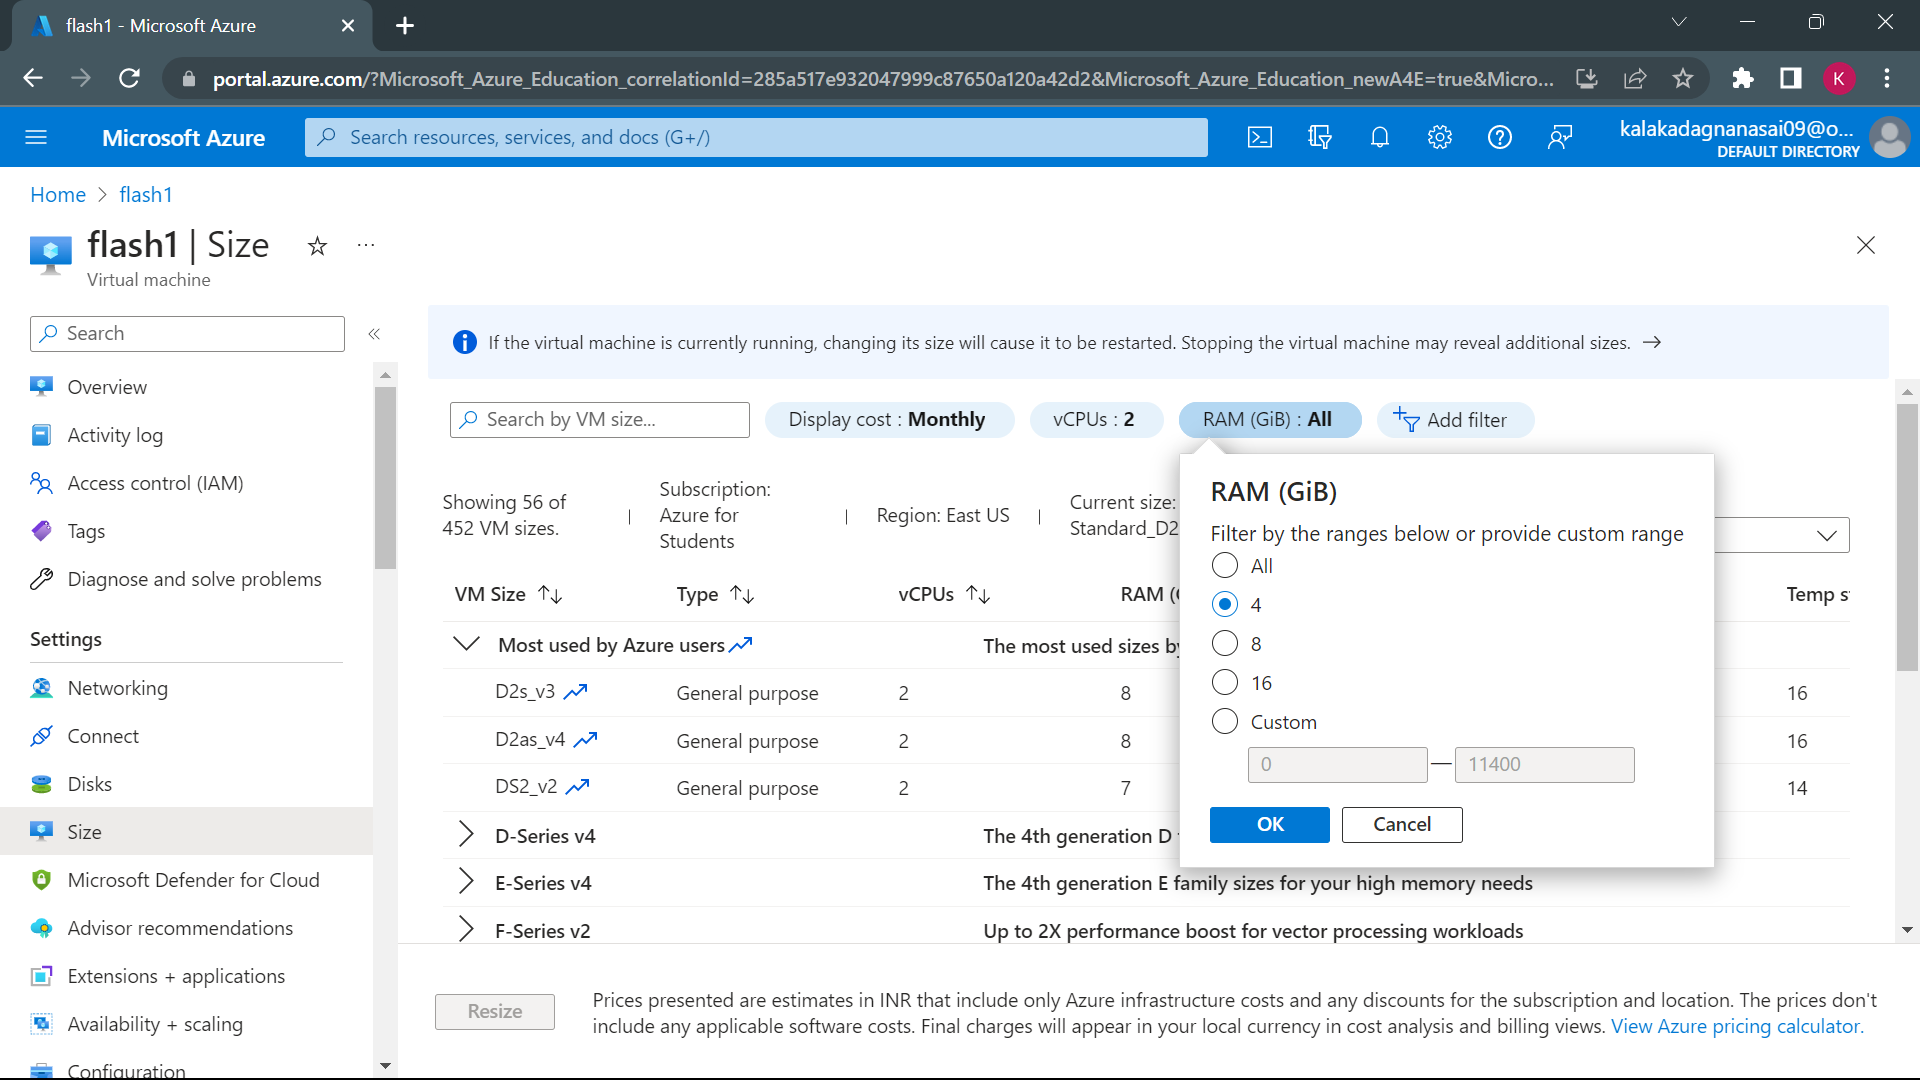 flash1 - Microsoft Azure
portal.azure.com/?Microsoft_Azure_Education_correlationId=285a517e932047999c87650a120a42d2&Microsoft_Azure_Education_newA4E=true&Micro...
K
Microsoft Azure
Search resources, services, and docs (G+/)
kalakadagnanasai09@o...
DEFAULT DIRECTORY
Home > flash1
flash1 | Size
Virtual machine
Search
Overview
Activity log
Access control (IAM)
Tags
Diagnose and solve problems
Settings
Networking
Connect
Disks
Size
Microsoft Defender for Cloud
Advisor recommendations
Extensions + applications
Availability + scaling
Configuration
If the virtual machine is currently running, changing its size will cause it to be restarted. Stopping the virtual machine may reveal additional sizes. →
Search by VM size...
Display cost : Monthly
vCPUs : 2
RAM (GiB) : All
Add filter
Showing 56 of
452 VM sizes.
Subscription:
Azure for
Students
Region: East US
Current size:
Standard_D2
VM Size ↑↓ Type ↑↓ vCPUs ↑↓ RAM ( Temp s
Most used by Azure users The most used sizes by
D2s_v3 General purpose 2 8 16
D2as_v4 General purpose 2 8 16
DS2_v2 General purpose 2 7 14
D-Series v4 The 4th generation D
E-Series v4 The 4th generation E family sizes for your high memory needs
F-Series v2 Up to 2X performance boost for vector processing workloads
RAM (GiB)
Filter by the ranges below or provide custom range
All
4
8
16
Custom
0 — 11400
OK Cancel
Resize
Prices presented are estimates in INR that include only Azure infrastructure costs and any discounts for the subscription and location. The prices don't
include any applicable software costs. Final charges will appear in your local currency in cost analysis and billing views. View Azure pricing calculator.